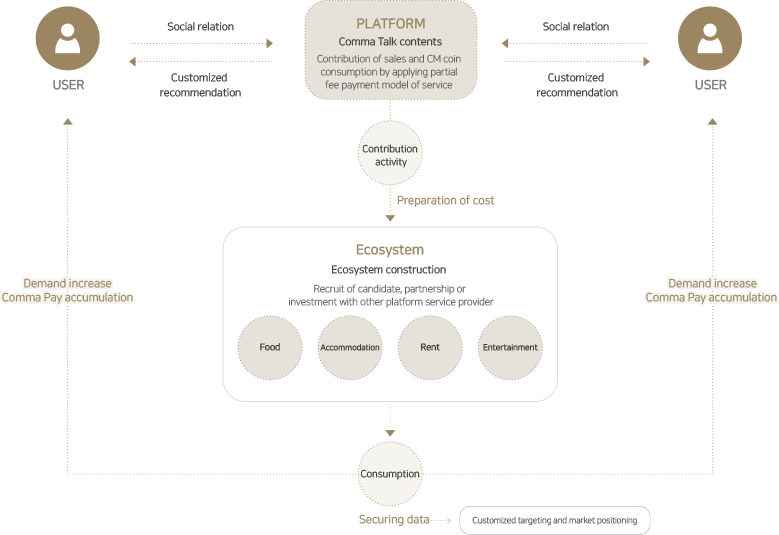 PLATFORM
Comma Talk contents
Contribution of sales and CM coin
consumption by applying partial
fee payment model of service
USER
Social relation
Customized
recommendation
Social relation
Customized
recommendation
USER
Contribution
activity
Preparation of cost
Ecosystem
Ecosystem construction
Recruit of candidate, partnership or
investment with other platform service provider
Food
Accommodation
Rent
Entertainment
Demand increase
Comma Pay accumulation
Demand increase
Comma Pay accumulation
Consumption
Securing data
Customized targeting and market positioning